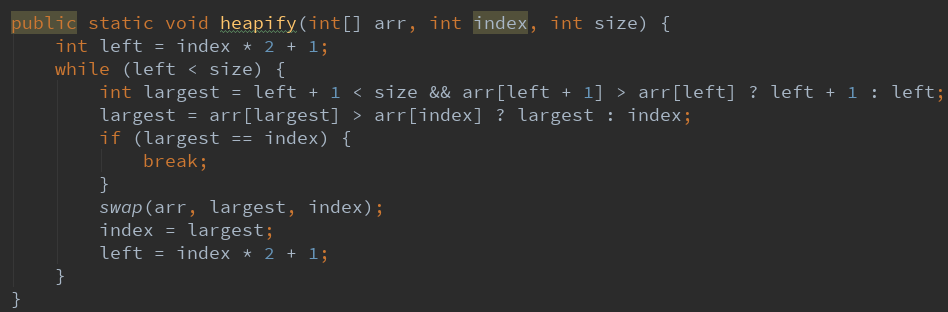 public static void heapify(int[] arr, int index, int size) {
    int left = index * 2 + 1;
    while (left < size) {
        int largest = left + 1 < size && arr[left + 1] > arr[left] ? left + 1 : left;
        largest = arr[largest] > arr[index] ? largest : index;
        if (largest == index) {
            break;
        }
        swap(arr, largest, index);
        index = largest;
        left = index * 2 + 1;
    }
}